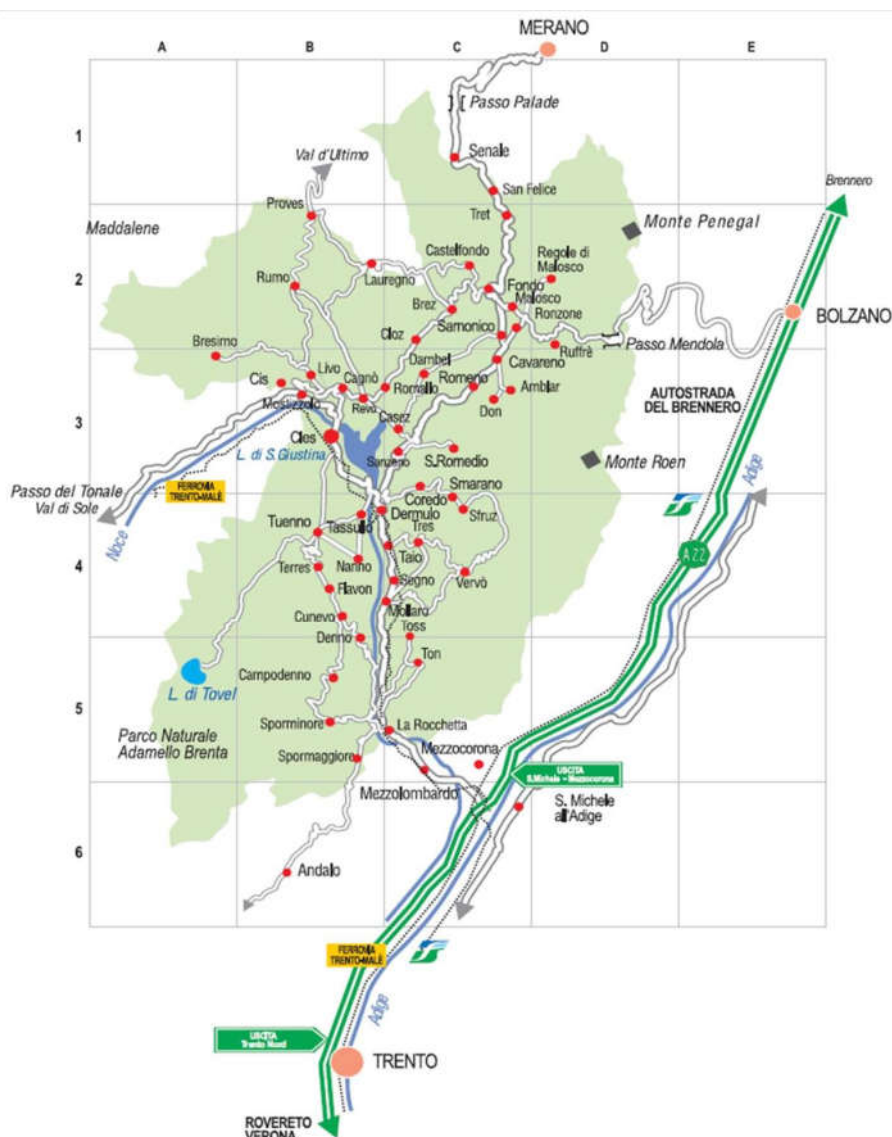 MERANO
A
B
C
D
E
Passo Palade
1
Senale
Val d'Ultimo
San Felice
Brennero
Proves
Tret
Monte Penegal
Maddalene
Castelfondo
Regole di
Malosco
2
Lauregno
Fondo
Rumo
Malosco
Brez
Ronzone
BOLZANO
Cloz
Sarnonico
Bresimo
Dambel
Ruffrè
Passo Mendola
Livo
Cavareno
Cis
Cagnò
Romallo
Romeno
Amblar
AUTOSTRADA
DEL BRENNERO
Mostizzolo
Revò
Don
3
Casez
Cles
L. di S. Giustina
Sanzeno
S.Romedio
Monte Roen
Adige
Smarano
Passo del Tonale
Val di Sole
FERROVIA
TRENTO-MALÈ
Coredo
Sfruz
Noce
Tuenno
Tassullo
Dermulo
Tres
A 22
4
Nanno
Taio
Terres
Segno
Vervò
Flavon
Mollaro
Cunevo
Toss
Denno
Ton
L. di Tovel
Campodenno
5
Sporminore
La Rocchetta
Parco Naturale
Adamello Brenta
Mezzocorona
Spormaggiore
USCITA
S.Michele - Mezzocorona
Mezzolombardo
S. Michele
all'Adige
6
Andalo
FERROVIA
TRENTO-MALÈ
Adige
USCITA
Trento Nord
TRENTO
ROVERETO
VERONA